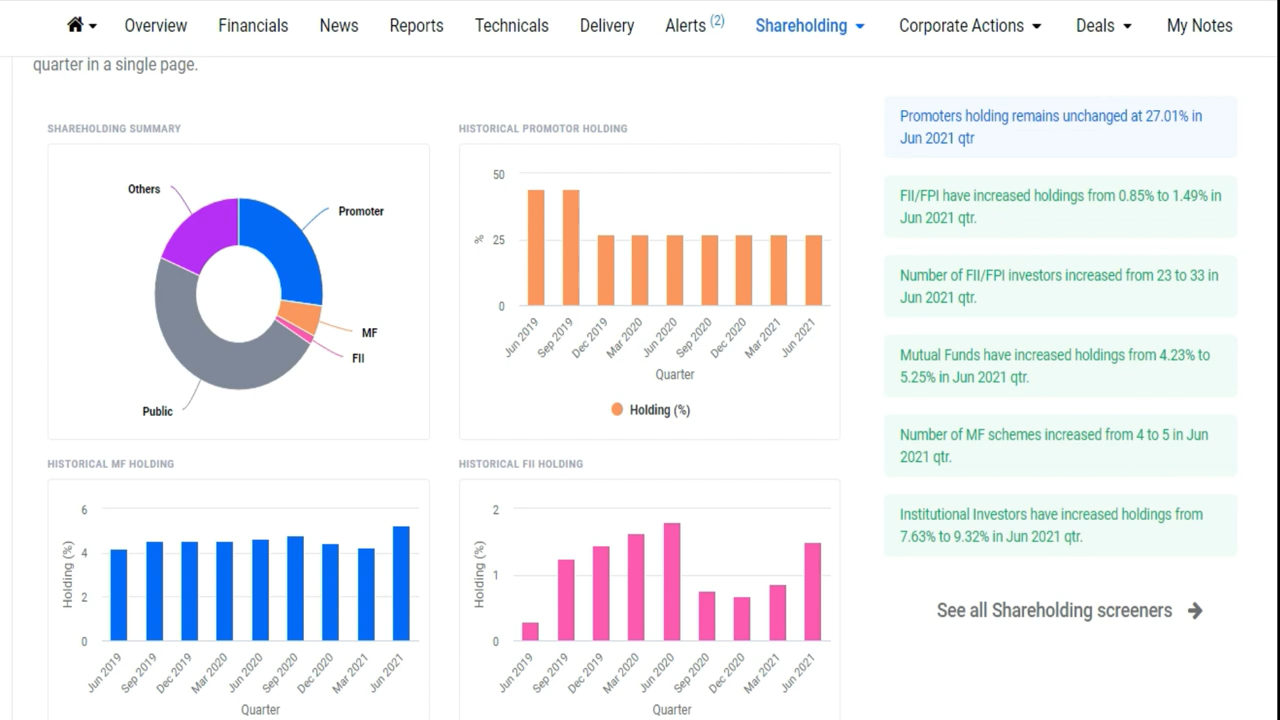 Overview Financials News Reports Technicals Delivery Alerts (2) Shareholding Corporate Actions Deals My Notes
quarter in a single page.
SHAREHOLDING SUMMARY
Others
Promoter
MF
FII
Public
HISTORICAL PROMOTOR HOLDING
50
25
0
%
Jun 2019 Sep 2019 Dec 2019 Mar 2020 Jun 2020 Sep 2020 Dec 2020 Mar 2021 Jun 2021
Quarter
Holding (%)
HISTORICAL MF HOLDING
6
4
2
0
Holding (%)
Jun 2019 Sep 2019 Dec 2019 Mar 2020 Jun 2020 Sep 2020 Dec 2020 Mar 2021 Jun 2021
Quarter
HISTORICAL FII HOLDING
2
1
0
Holding (%)
Jun 2019 Sep 2019 Dec 2019 Mar 2020 Jun 2020 Sep 2020 Dec 2020 Mar 2021 Jun 2021
Quarter
Promoters holding remains unchanged at 27.01% in
Jun 2021 qtr
FII/FPI have increased holdings from 0.85% to 1.49% in
Jun 2021 qtr.
Number of FII/FPI investors increased from 23 to 33 in
Jun 2021 qtr.
Mutual Funds have increased holdings from 4.23% to
5.25% in Jun 2021 qtr.
Number of MF schemes increased from 4 to 5 in Jun
2021 qtr.
Institutional Investors have increased holdings from
7.63% to 9.32% in Jun 2021 qtr.
See all Shareholding screeners